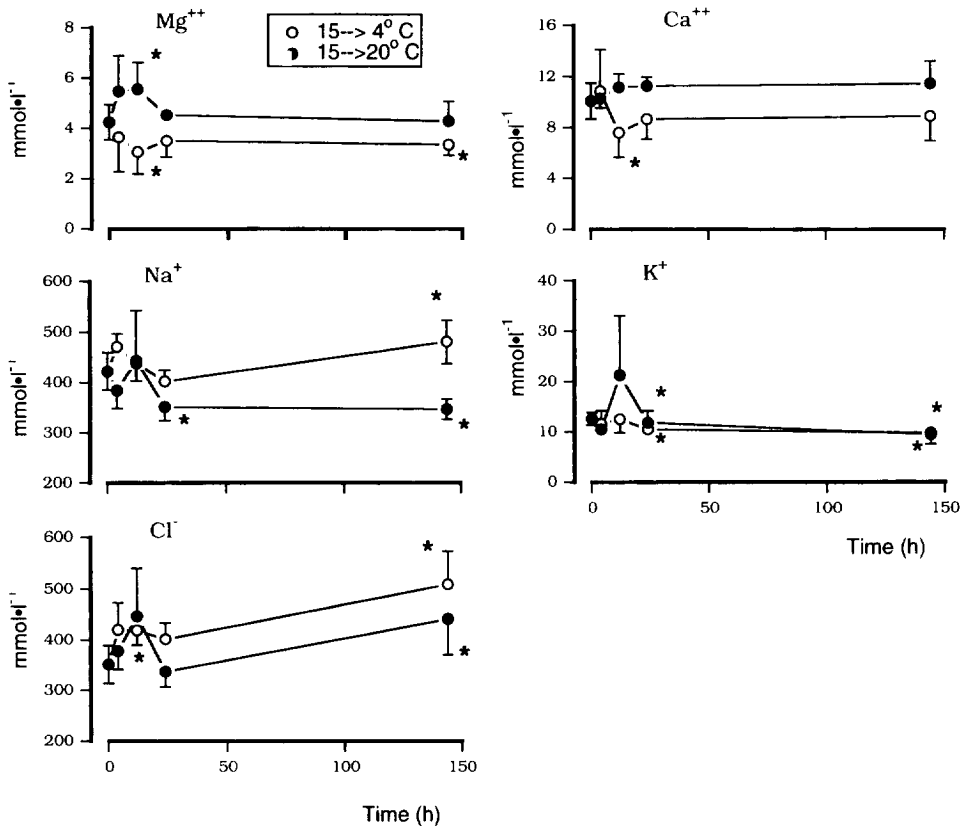 Mg++
15--> 4° C
15-->20° C
mmol•l-1
8
6
4
2
0
*
*
*
Ca++
mmol•l-1
16
12
8
4
0
*
Na+
mmol•l-1
600
500
400
300
200
*
*
*
K+
mmol•l-1
40
30
20
10
0
*
*
*
*
0 50 100 150
Time (h)
Cl-
mmol•l-1
600
500
400
300
200
*
*
*
0 50 100 150
Time (h)